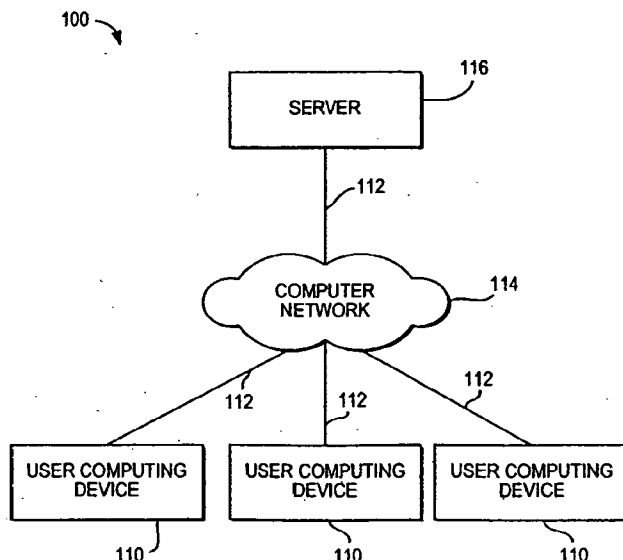 100
116
SERVER
112
COMPUTER
NETWORK
114
112
112
112
USER COMPUTING
DEVICE
USER COMPUTING
DEVICE
USER COMPUTING
DEVICE
110
110
110